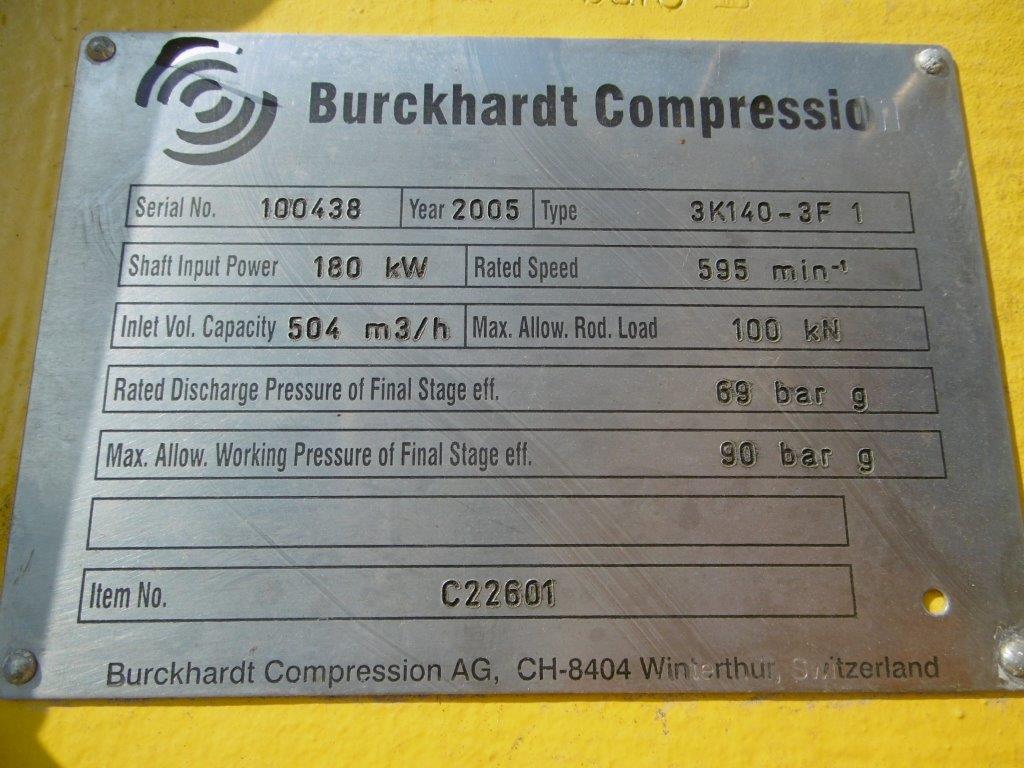 Burckhardt Compression
Serial No. 100438 Year 2005 Type 3K140-3F 1
Shaft Input Power 180 kW Rated Speed 595 min⁻¹
Inlet Vol. Capacity 504 m3/h Max. Allow. Rod. Load 100 kN
Rated Discharge Pressure of Final Stage eff. 69 bar g
Max. Allow. Working Pressure of Final Stage eff. 90 bar g
Item No. C22601
Burckhardt Compression AG, CH-8404 Winterthur, Switzerland